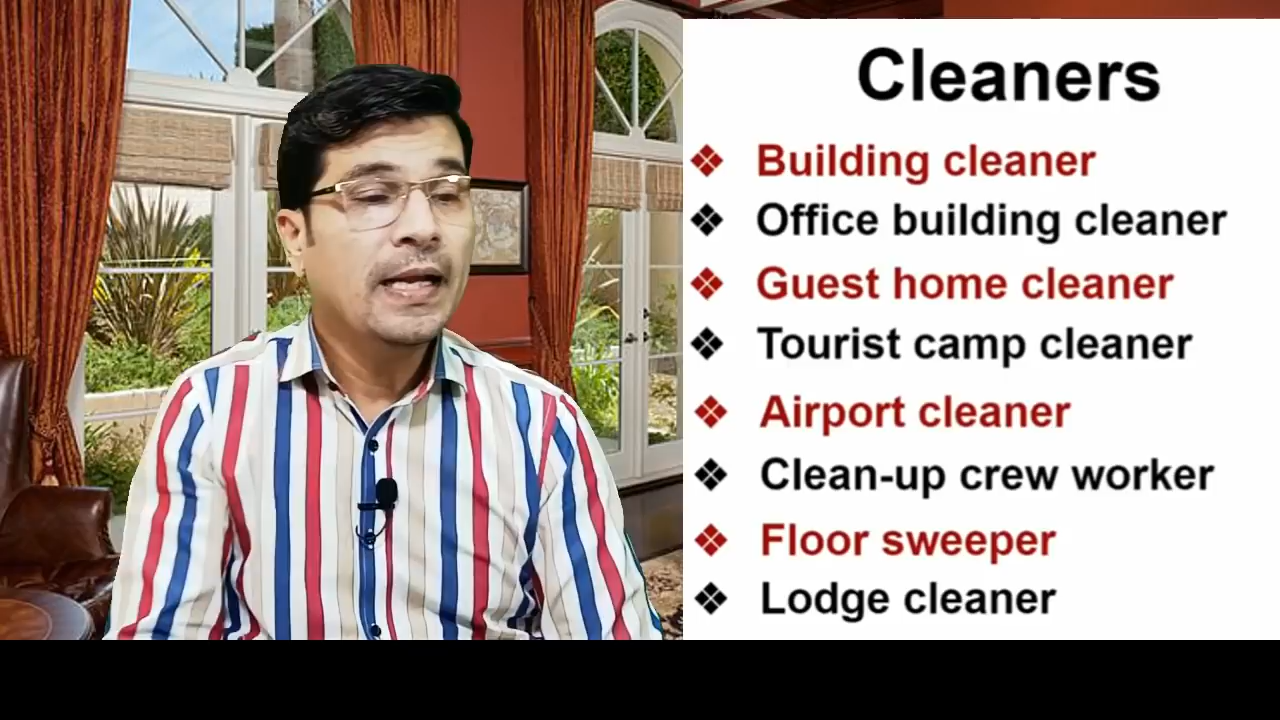 Cleaners
Building cleaner
Office building cleaner
Guest home cleaner
Tourist camp cleaner
Airport cleaner
Clean-up crew worker
Floor sweeper
Lodge cleaner